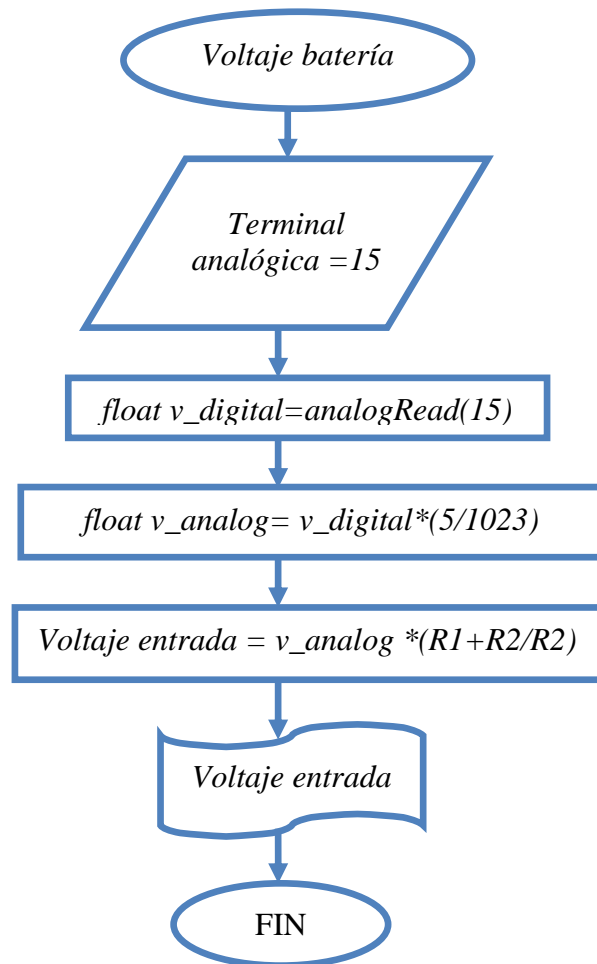 Voltaje batería
Terminal
analógica =15
float v_digital=analogRead(15)
float v_analog= v_digital*(5/1023)
Voltaje entrada = v_analog *(R1+R2/R2)
Voltaje entrada
FIN